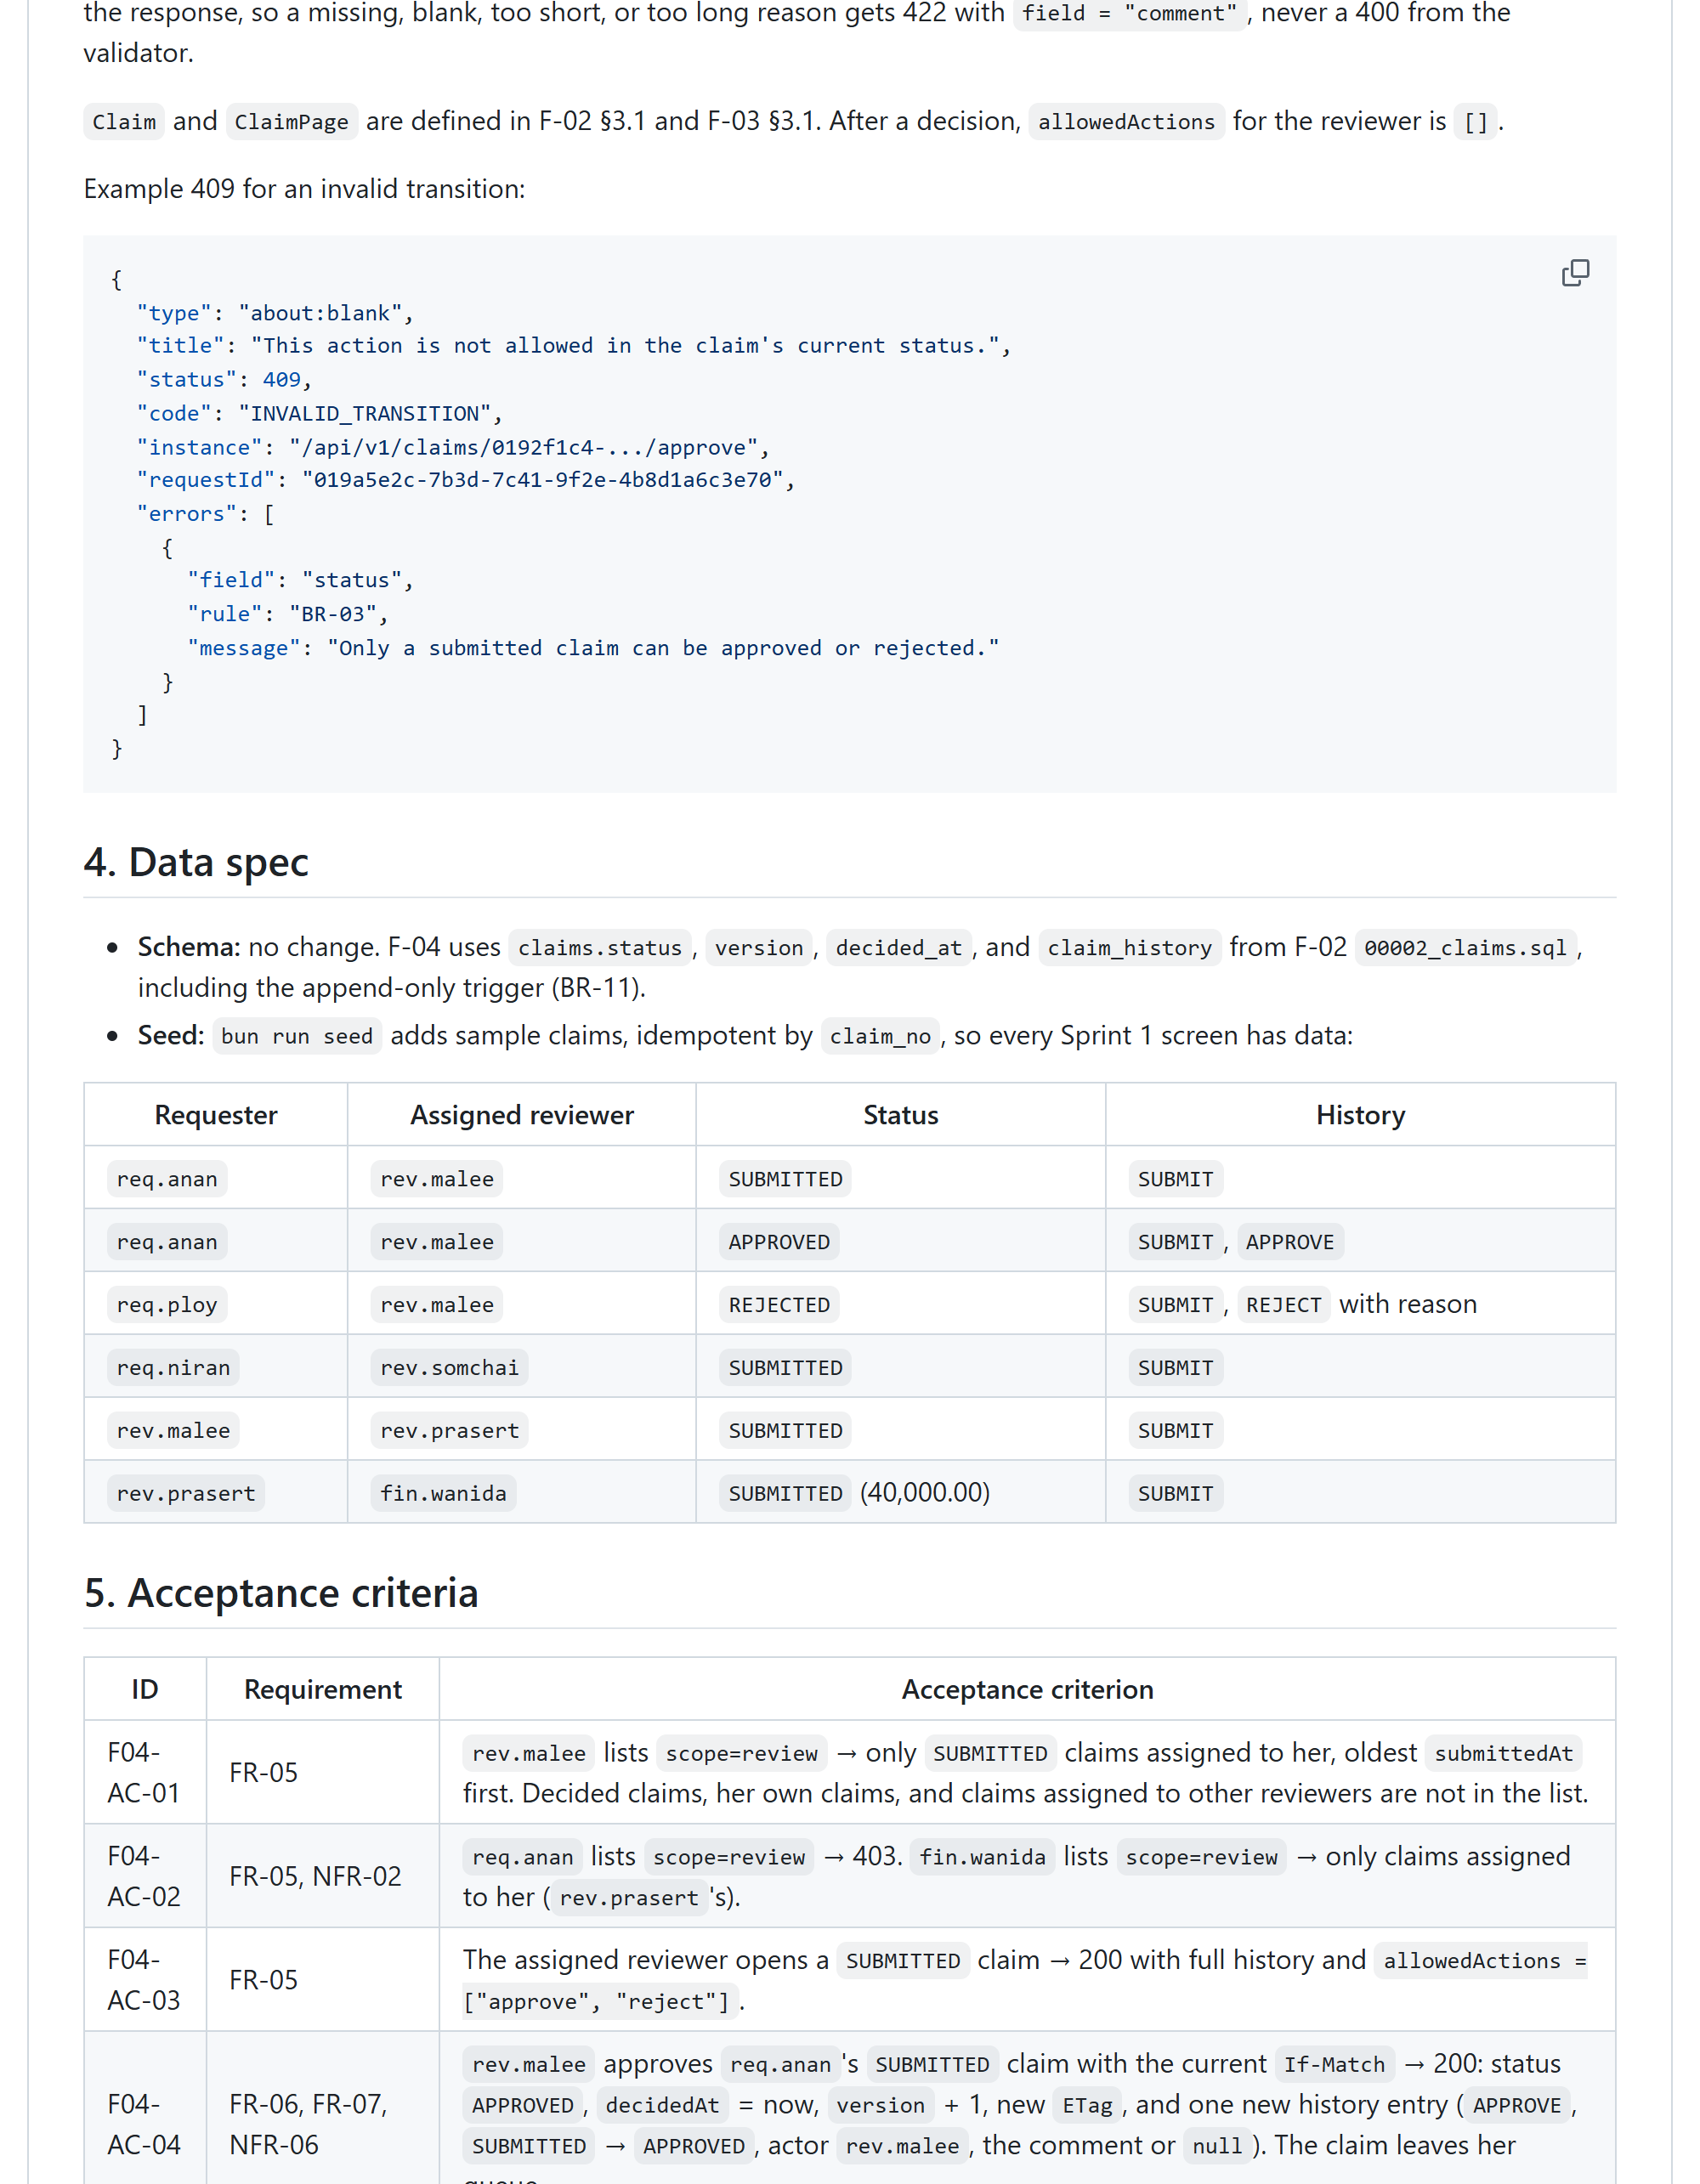 the response, so a missing, blank, too short, or too long reason gets 422 with field = "comment", never a 400 from the
validator.
Claim and ClaimPage are defined in F-02 §3.1 and F-03 §3.1. After a decision, allowedActions for the reviewer is [].
Example 409 for an invalid transition:
{
  "type": "about:blank",
  "title": "This action is not allowed in the claim's current status.",
  "status": 409,
  "code": "INVALID_TRANSITION",
  "instance": "/api/v1/claims/0192f1c4-.../approve",
  "requestId": "019a5e2c-7b3d-7c41-9f2e-4b8d1a6c3e70",
  "errors": [
    {
      "field": "status",
      "rule": "BR-03",
      "message": "Only a submitted claim can be approved or rejected."
    }
  ]
}
4. Data spec
• Schema: no change. F-04 uses claims.status, version, decided_at, and claim_history from F-02 00002_claims.sql,
including the append-only trigger (BR-11).
• Seed: bun run seed adds sample claims, idempotent by claim_no, so every Sprint 1 screen has data:
Requester Assigned reviewer Status History
req.anan rev.malee SUBMITTED SUBMIT
req.anan rev.malee APPROVED SUBMIT, APPROVE
req.ploy rev.malee REJECTED SUBMIT, REJECT with reason
req.niran rev.somchai SUBMITTED SUBMIT
rev.malee rev.prasert SUBMITTED SUBMIT
rev.prasert fin.wanida SUBMITTED (40,000.00) SUBMIT
5. Acceptance criteria
ID Requirement Acceptance criterion
F04-
AC-01
FR-05
rev.malee lists scope=review → only SUBMITTED claims assigned to her, oldest submittedAt
first. Decided claims, her own claims, and claims assigned to other reviewers are not in the list.
F04-
AC-02
FR-05, NFR-02
req.anan lists scope=review → 403. fin.wanida lists scope=review → only claims assigned
to her (rev.prasert's).
F04-
AC-03
FR-05
The assigned reviewer opens a SUBMITTED claim → 200 with full history and allowedActions =
["approve", "reject"].
F04-
AC-04
FR-06, FR-07,
NFR-06
rev.malee approves req.anan's SUBMITTED claim with the current If-Match → 200: status
APPROVED, decidedAt = now, version + 1, new ETag, and one new history entry (APPROVE,
SUBMITTED → APPROVED, actor rev.malee, the comment or null). The claim leaves her